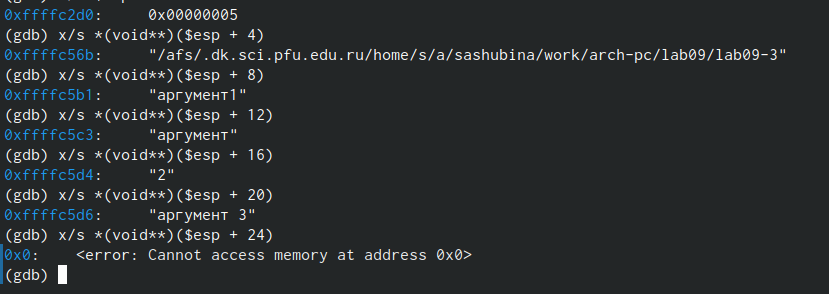 0xffffc2d0: 0x00000005
(gdb) x/s *(void**)($esp + 4)
0xffffc56b: "/afs/.dk.sci.pfu.edu.ru/home/s/a/sashubina/work/arch-pc/lab09/lab09-3"
(gdb) x/s *(void**)($esp + 8)
0xffffc5b1: "аргумент1"
(gdb) x/s *(void**)($esp + 12)
0xffffc5c3: "аргумент"
(gdb) x/s *(void**)($esp + 16)
0xffffc5d4: "2"
(gdb) x/s *(void**)($esp + 20)
0xffffc5d6: "аргумент 3"
(gdb) x/s *(void**)($esp + 24)
0x0: <error: Cannot access memory at address 0x0>
(gdb)